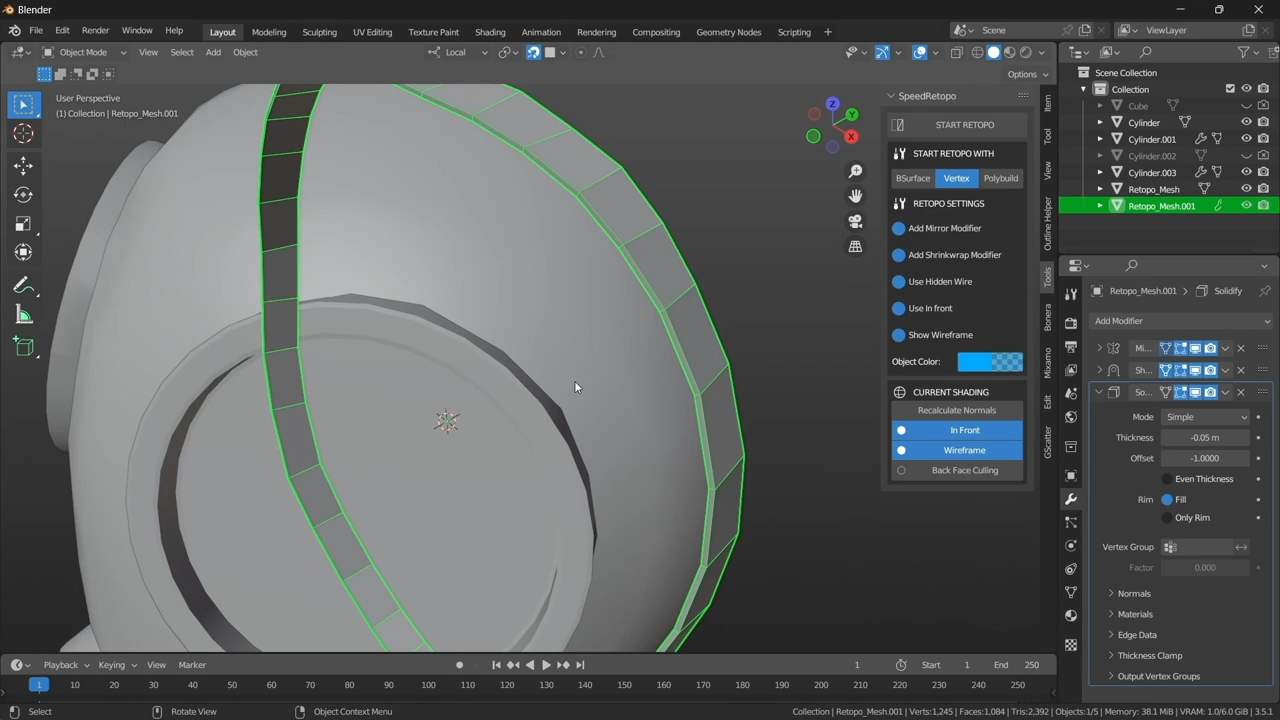 Blender
File Edit Render Window Help Layout Modeling Sculpting UV Editing Texture Paint Shading Animation Rendering Compositing Geometry Nodes Scripting + Scene ViewLayer
Object Mode View Select Add Object Local
Options
User Perspective
(1) Collection | Retopo_Mesh.001
Z
Y
X
SpeedRetopo
START RETOPO
START RETOPO WITH
BSurface Vertex Polybuild
RETOPO SETTINGS
Add Mirror Modifier
Add Shrinkwrap Modifier
Use Hidden Wire
Use In front
Show Wireframe
Object Color:
CURRENT SHADING
Recalculate Normals
In Front
Wireframe
Back Face Culling
Item
Tool
View
Outline Helper
Tools
Bonera
Mixamo
Edit
GScatter
Scene Collection
Collection
Cube
Cylinder
Cylinder.001
Cylinder.002
Cylinder.003
Retopo_Mesh
Retopo_Mesh.001
Retopo_Mesh.001 > Solidify
Add Modifier
Mi...
Sh...
So...
Mode Simple
Thickness -0.05 m
Offset -1.0000
Even Thickness
Rim Fill
Only Rim
Vertex Group
Factor 0.000
Normals
Materials
Edge Data
Thickness Clamp
Output Vertex Groups
Playback Keying View Marker 1 Start 1 End 250
1 10 20 30 40 50 60 70 80 90 100 110 120 130 140 150 160 170 180 190 200 210 220 230 240 250
Select Rotate View Object Context Menu Collection | Retopo_Mesh.001 | Verts:1,245 | Faces:1,084 | Tris:2,392 | Objects:1/5 | Memory: 38.1 MiB | VRAM: 1.0/6.0 GiB | 3.5.1